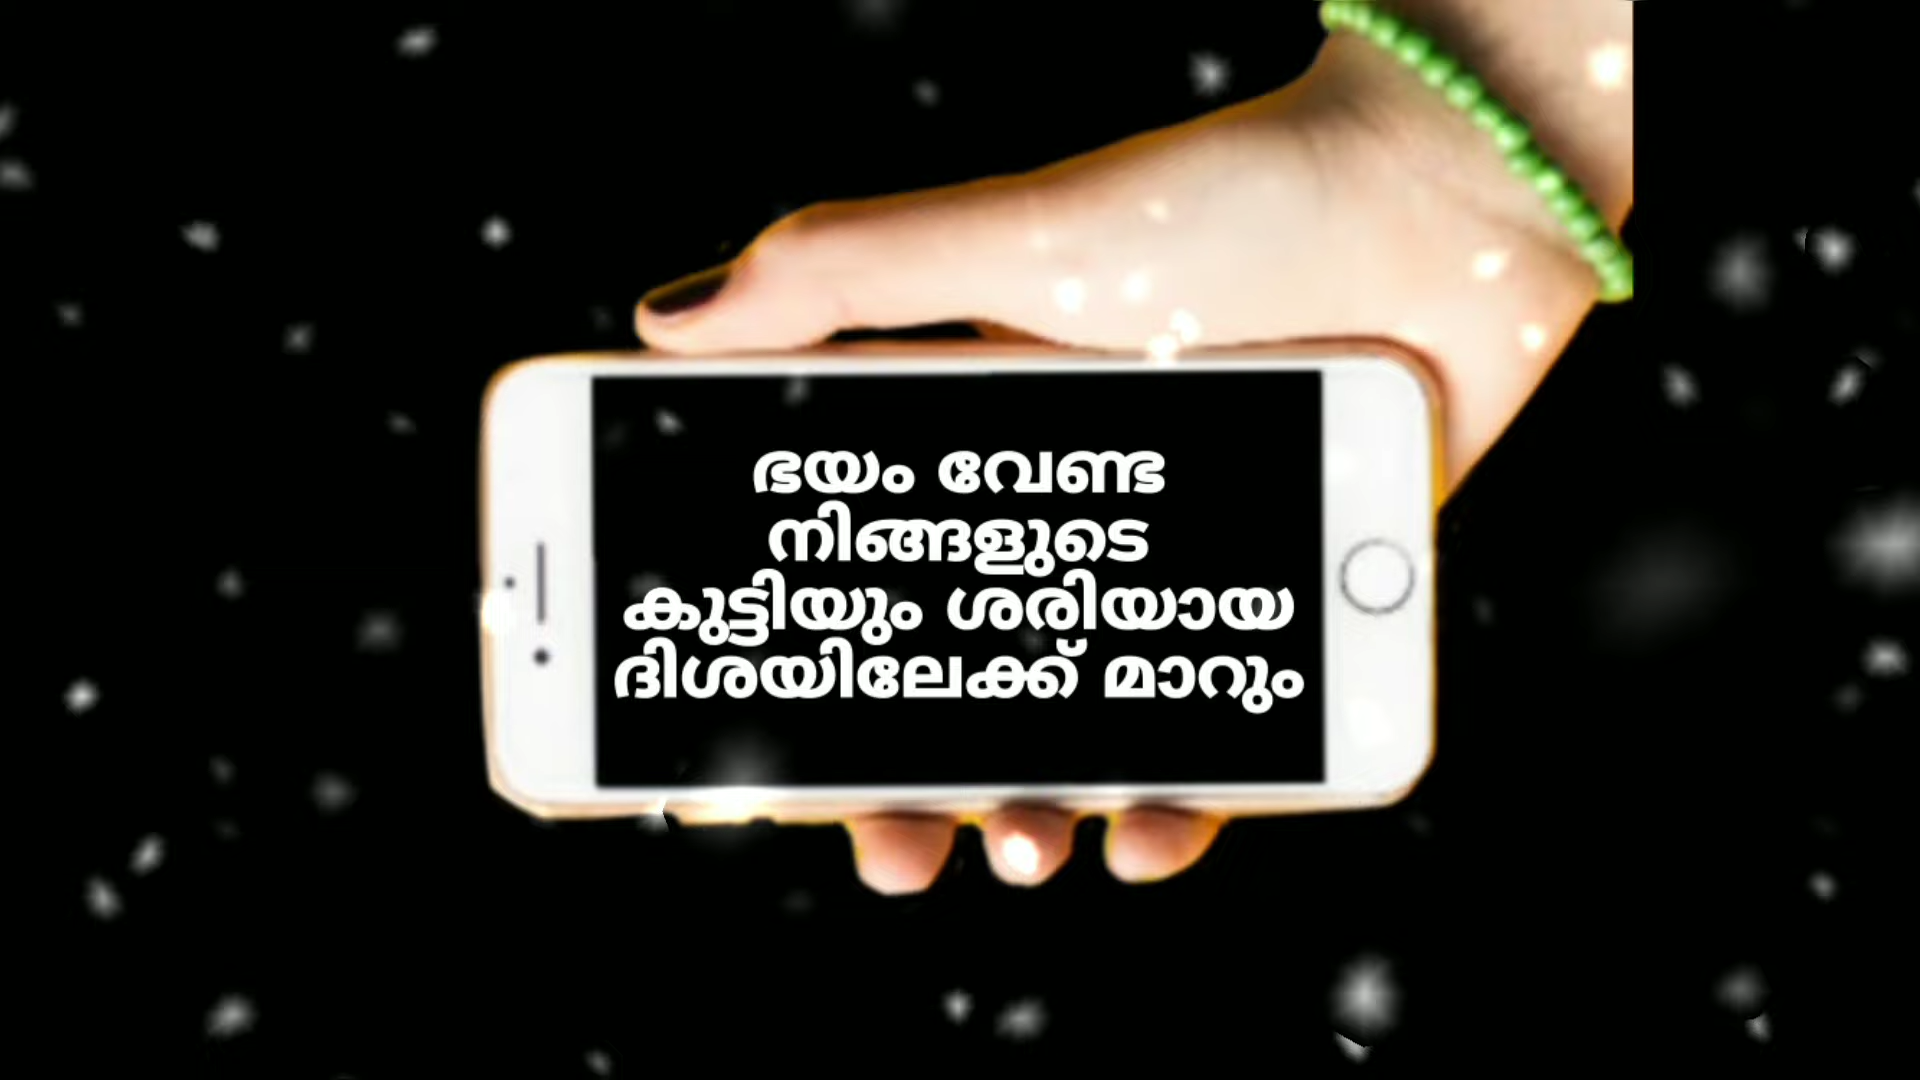 ഭയം വേണ്ട
നിങ്ങളുടെ
കുട്ടിയും ശരിയായ
ദിശയിലേക്ക് മാറും